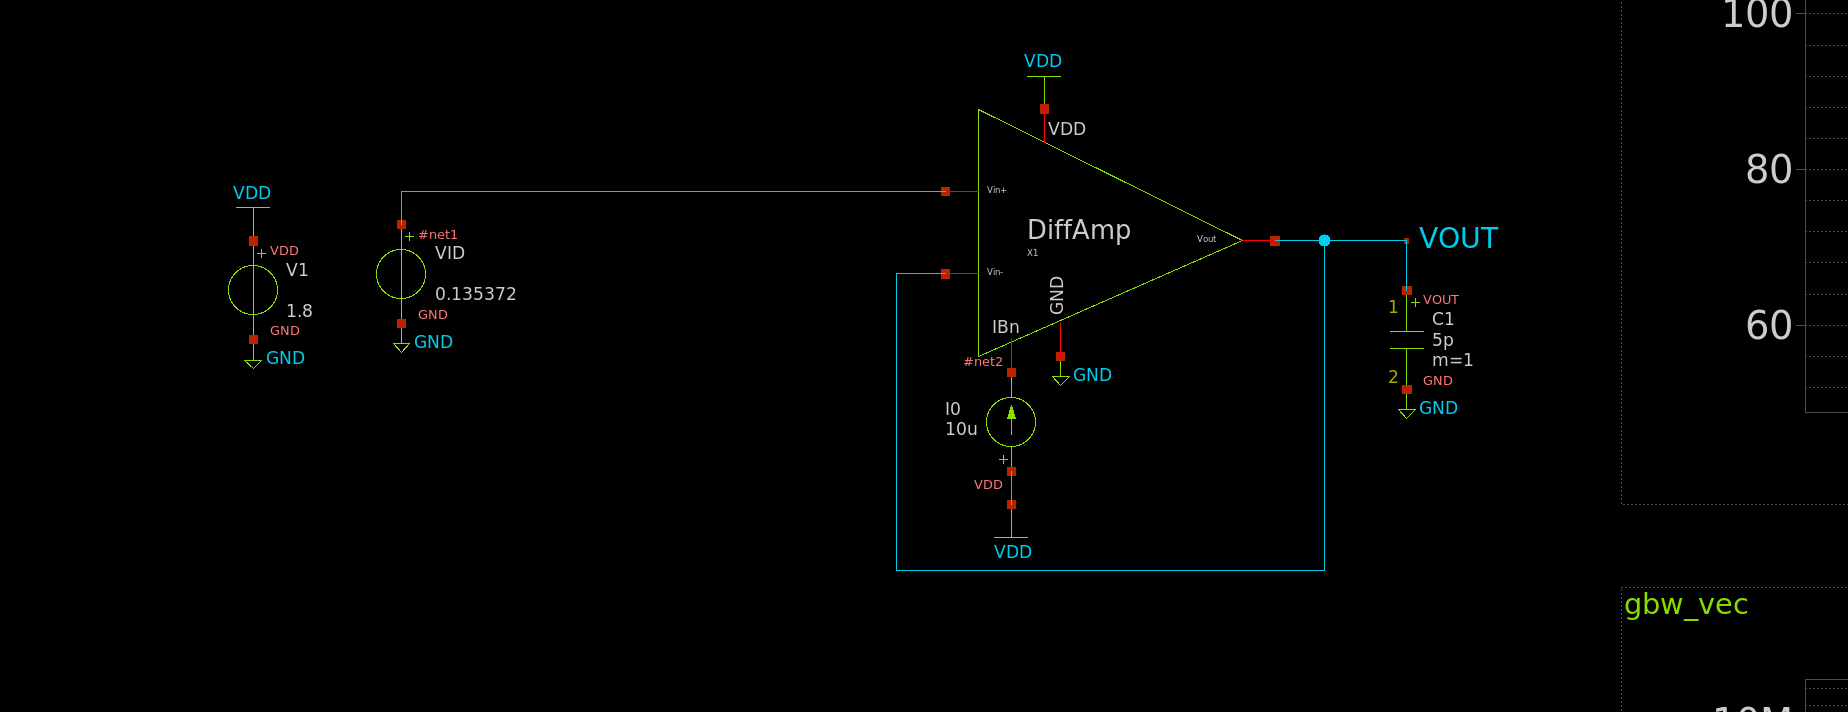 100
VDD
VDD
80
VDD
Vin+
DiffAmp
X1
Vout
VOUT
#net1
VID
0.135372
GND
GND
VDD
V1
1.8
GND
GND
Vin-
GND
IBn
#net2
GND
1
VOUT
C1
5p
m=1
2
GND
GND
60
I0
10u
VDD
VDD
gbw_vec